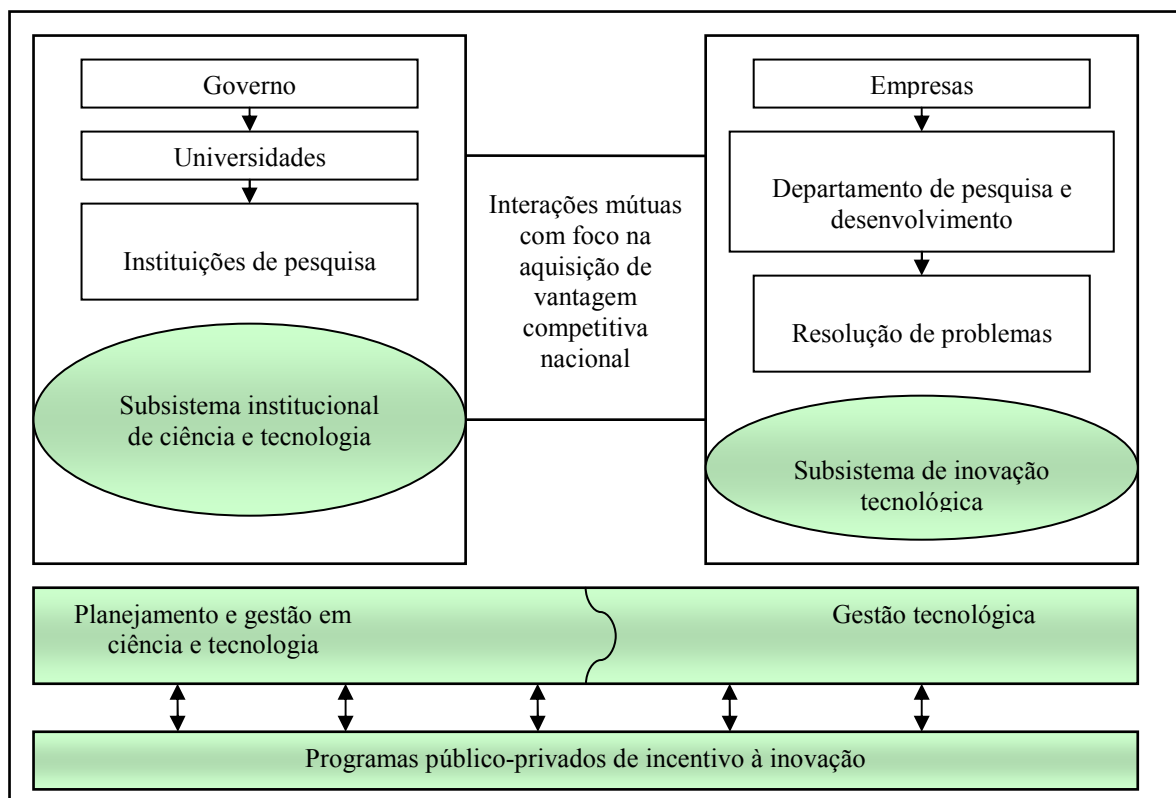 Governo
Universidades
Instituições de pesquisa
Subsistema institucional
de ciência e tecnologia
Interações mútuas
com foco na
aquisição de
vantagem
competitiva
nacional
Empresas
Departamento de pesquisa e
desenvolvimento
Resolução de problemas
Subsistema de inovação
tecnológica
Planejamento e gestão em
ciência e tecnologia
Gestão tecnológica
Programas público-privados de incentivo à inovação